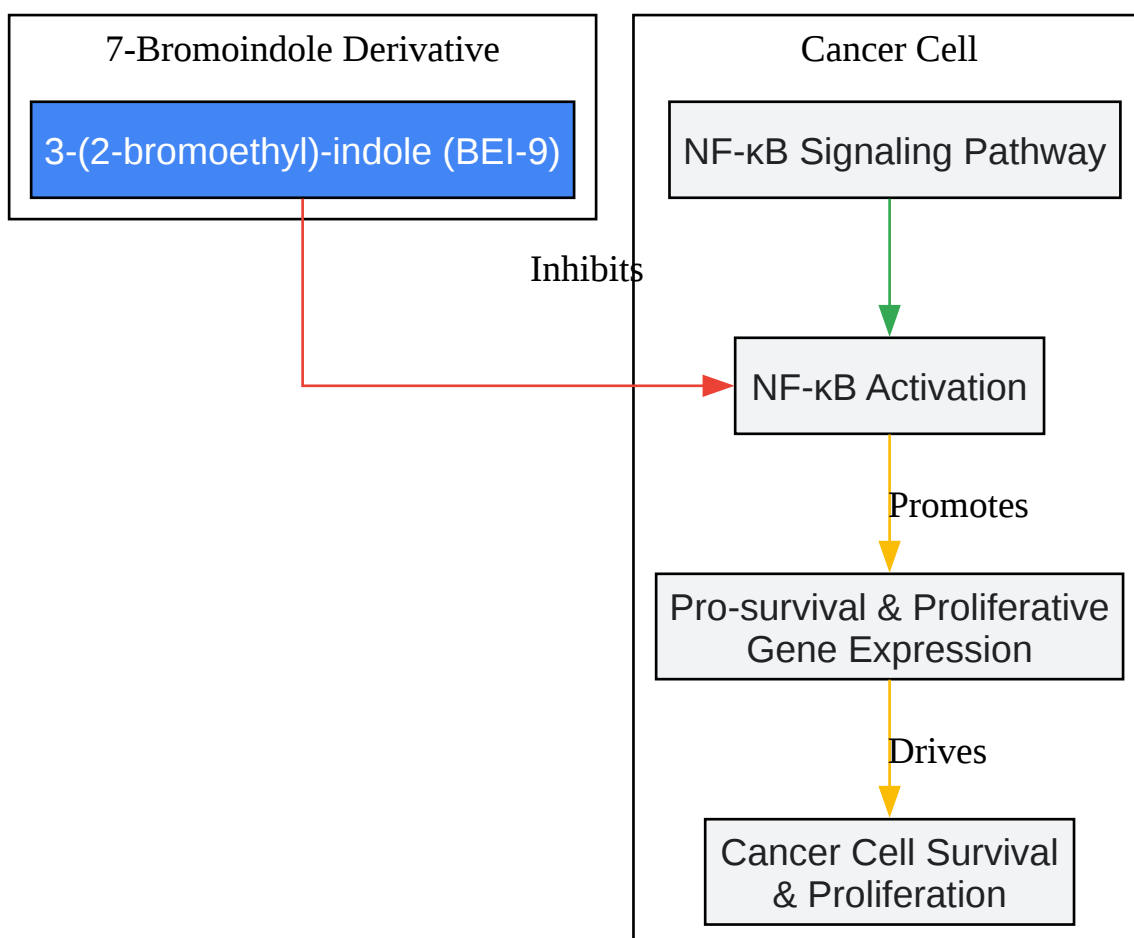 7-Bromoindole Derivative
3-(2-bromoethyl)-indole (BEI-9)
Cancer Cell
NF-κB Signaling Pathway
Inhibits
NF-κB Activation
Promotes
Pro-survival & Proliferative
Gene Expression
Drives
Cancer Cell Survival
& Proliferation